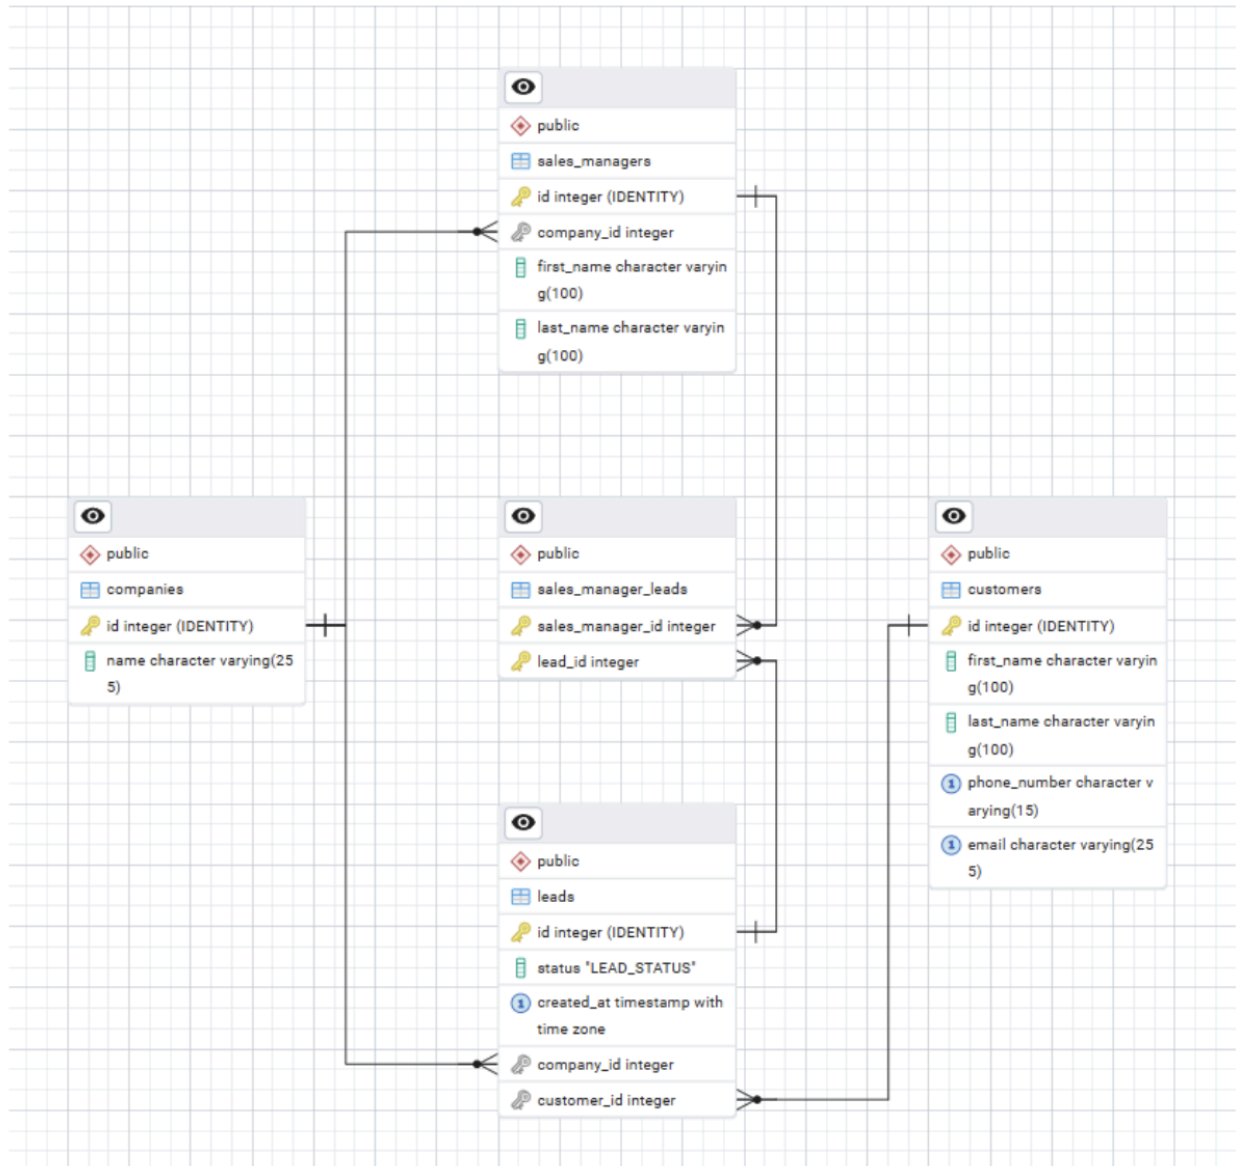 public
sales_managers
id integer (IDENTITY)
company_id integer
first_name character varyin
g(100)
last_name character varyin
g(100)
public
companies
id integer (IDENTITY)
name character varying(25
5)
public
sales_manager_leads
sales_manager_id integer
lead_id integer
public
customers
id integer (IDENTITY)
first_name character varyin
g(100)
last_name character varyin
g(100)
1 phone_number character v
arying(15)
1 email character varying(25
5)
public
leads
id integer (IDENTITY)
status "LEAD_STATUS"
1 created_at timestamp with
time zone
company_id integer
customer_id integer